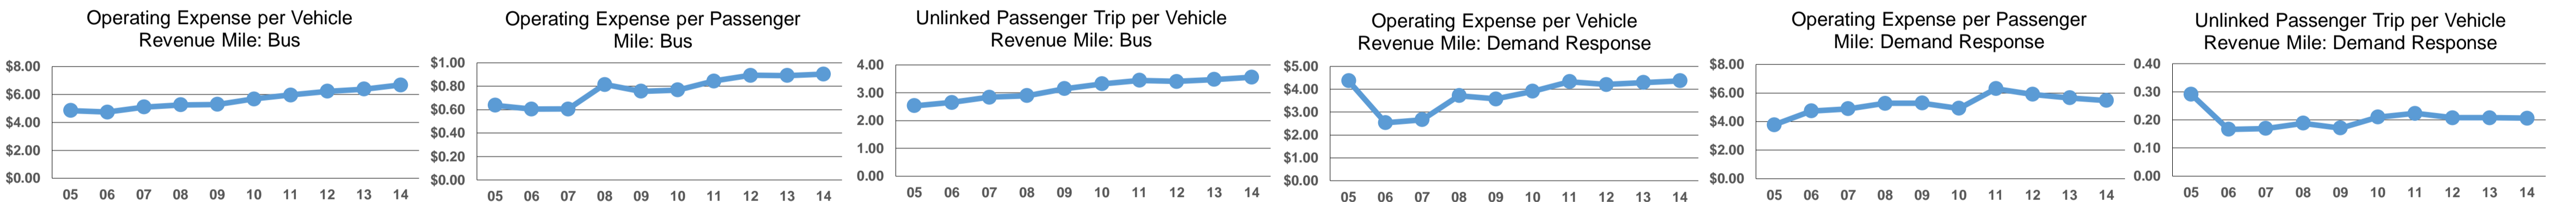 Operating Expense per Vehicle
Revenue Mile: Bus
$8.00
$6.00
$4.00
$2.00
$0.00
05 06 07 08 09 10 11 12 13 14
Operating Expense per Passenger
Mile: Bus
$1.00
$0.80
$0.60
$0.40
$0.20
$0.00
05 06 07 08 09 10 11 12 13 14
Unlinked Passenger Trip per Vehicle
Revenue Mile: Bus
4.00
3.00
2.00
1.00
0.00
05 06 07 08 09 10 11 12 13 14
Operating Expense per Vehicle
Revenue Mile: Demand Response
$5.00
$4.00
$3.00
$2.00
$1.00
$0.00
05 06 07 08 09 10 11 12 13 14
Operating Expense per Passenger
Mile: Demand Response
$8.00
$6.00
$4.00
$2.00
$0.00
05 06 07 08 09 10 11 12 13 14
Unlinked Passenger Trip per Vehicle
Revenue Mile: Demand Response
0.40
0.30
0.20
0.10
0.00
05 06 07 08 09 10 11 12 13 14